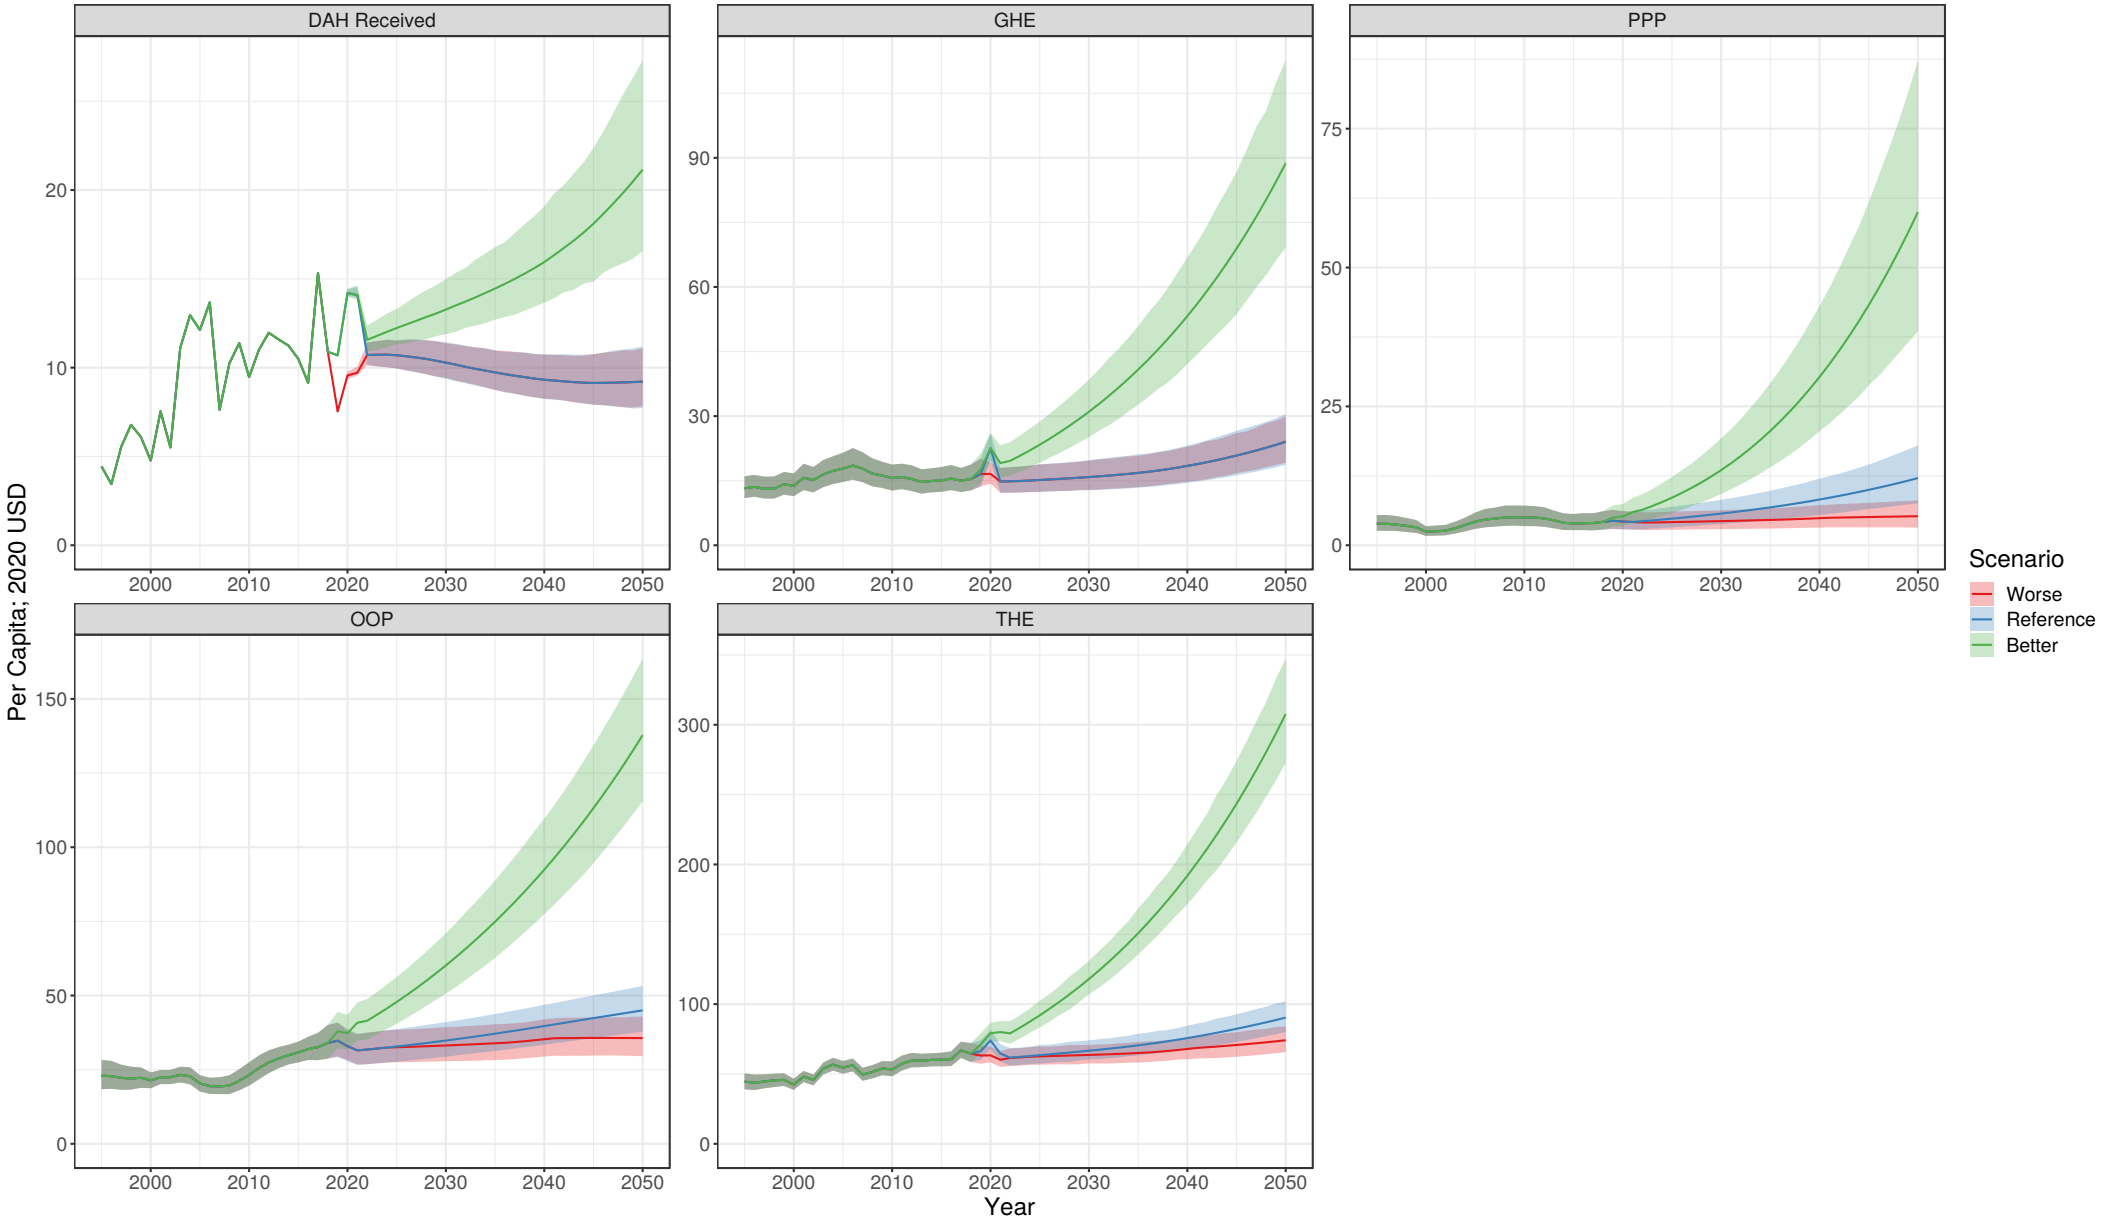 DAH Received
GHE
PPP
0
10
20
0
30
60
90
0
25
50
75
2000 2010 2020 2030 2040 2050
2000 2010 2020 2030 2040 2050
2000 2010 2020 2030 2040 2050
Per Capita; 2020 USD
OOP
THE
0
50
100
150
0
100
200
300
2000 2010 2020 2030 2040 2050
2000 2010 2020 2030 2040 2050
Year
Scenario
Worse
Reference
Better